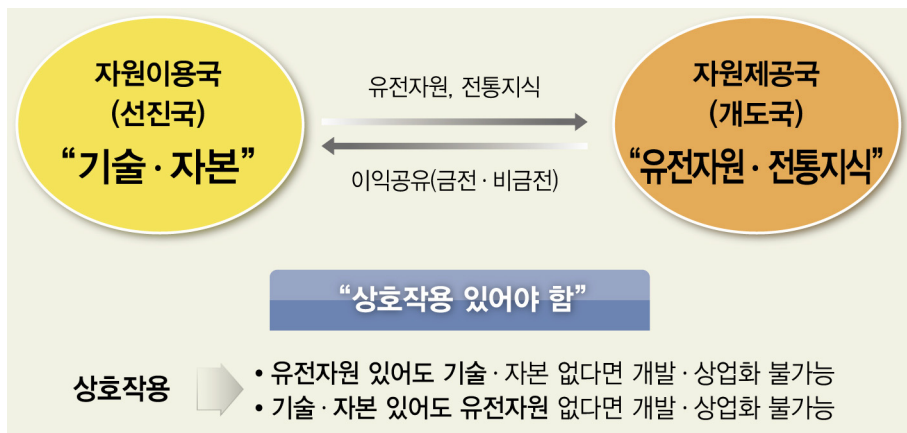 자원이용국
(선진국)
“기술 · 자본”
유전자원, 전통지식
이익공유(금전 · 비금전)
자원제공국
(개도국)
“유전자원 · 전통지식”
“상호작용 있어야 함”
상호작용
• 유전자원 있어도 기술 · 자본 없다면 개발 · 상업화 불가능
• 기술 · 자본 있어도 유전자원 없다면 개발 · 상업화 불가능